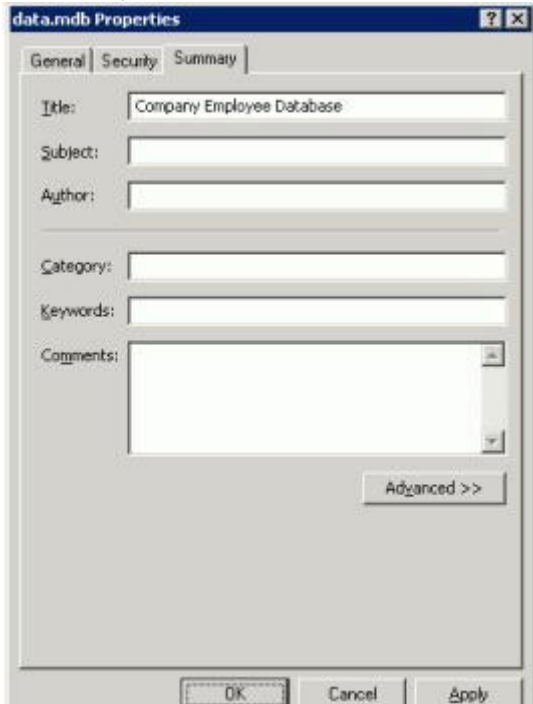 data.mdb Properties
General Security Summary
Title: Company Employee Database
Subject:
Author:
Category:
Keywords:
Comments:
Advanced >>
OK Cancel Apply